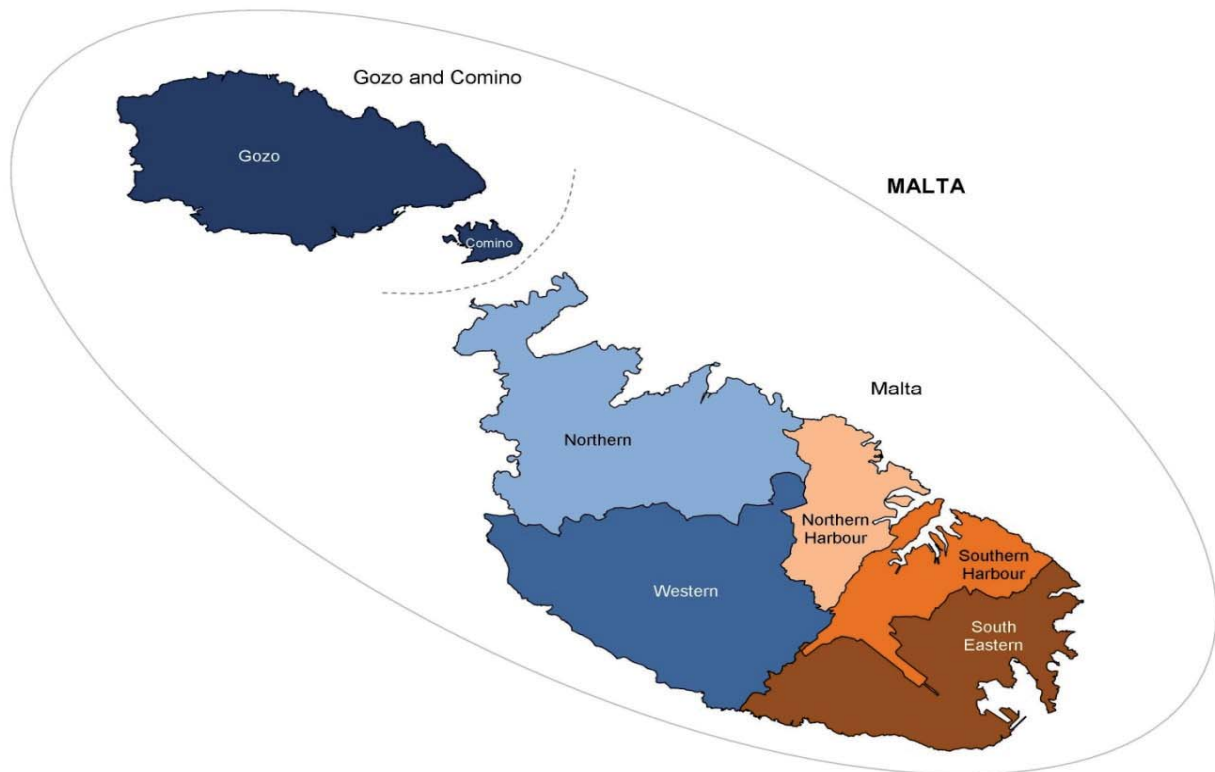 Gozo and Comino
Gozo
MALTA
Comino
Malta
Northern
Northern
Harbour
Southern
Harbour
Western
South
Eastern